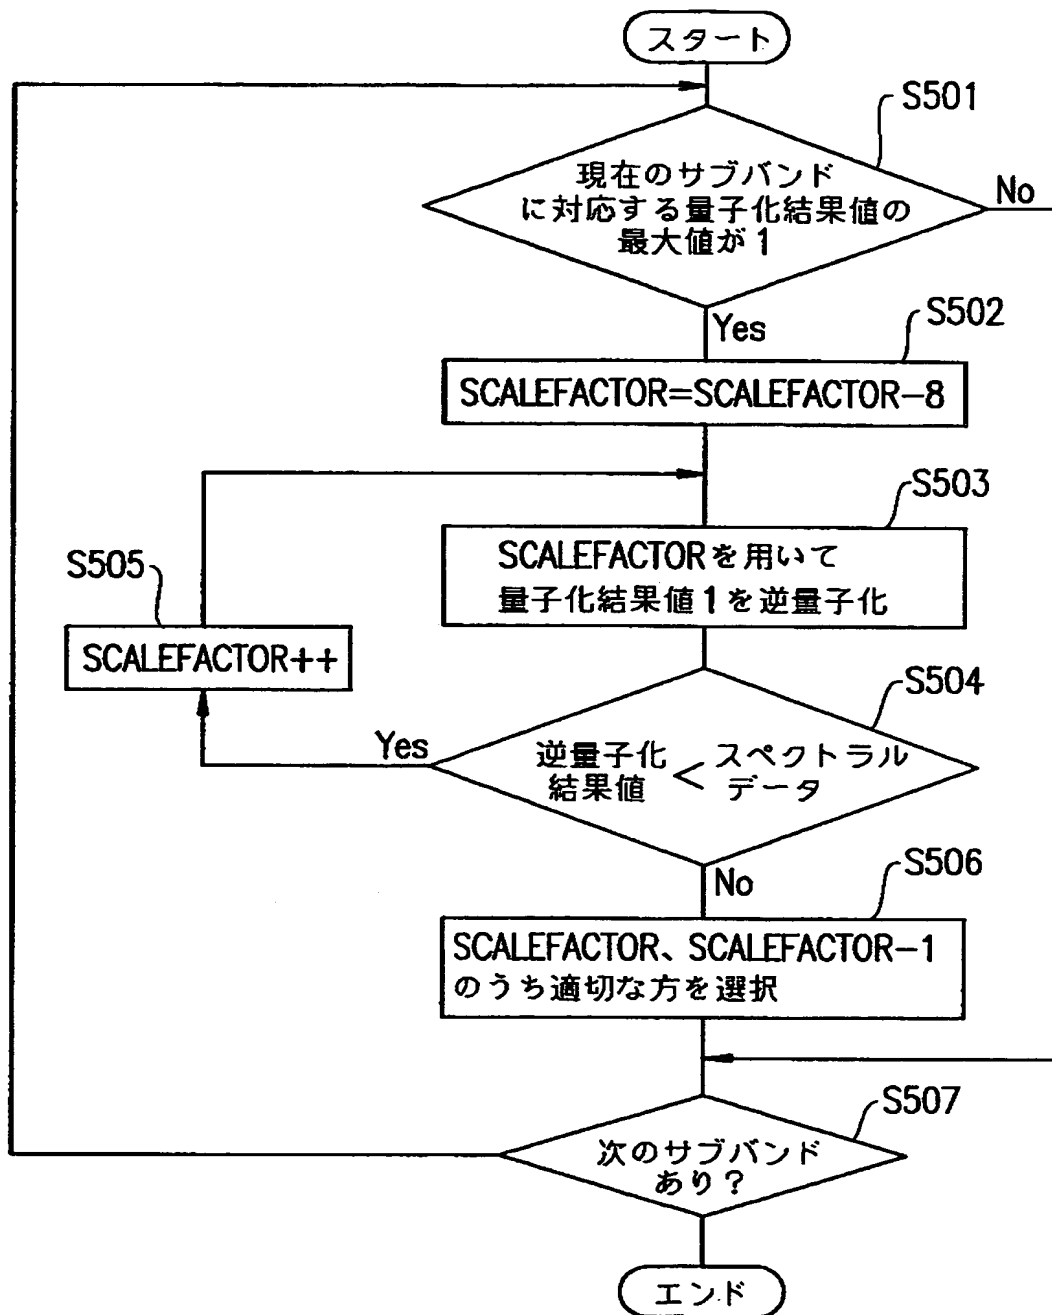 スタート
S501
現在のサブバンド
に対応する量子化結果値の
最大値が1
No
Yes
S502
SCALEFACTOR=SCALEFACTOR-8
S503
SCALEFACTORを用いて
量子化結果値1を逆量子化
S505
SCALEFACTOR++
S504
Yes
逆量子化
結果値
<
スペクトラル
データ
No
S506
SCALEFACTOR、SCALEFACTOR-1
のうち適切な方を選択
S507
次のサブバンド
あり?
エンド